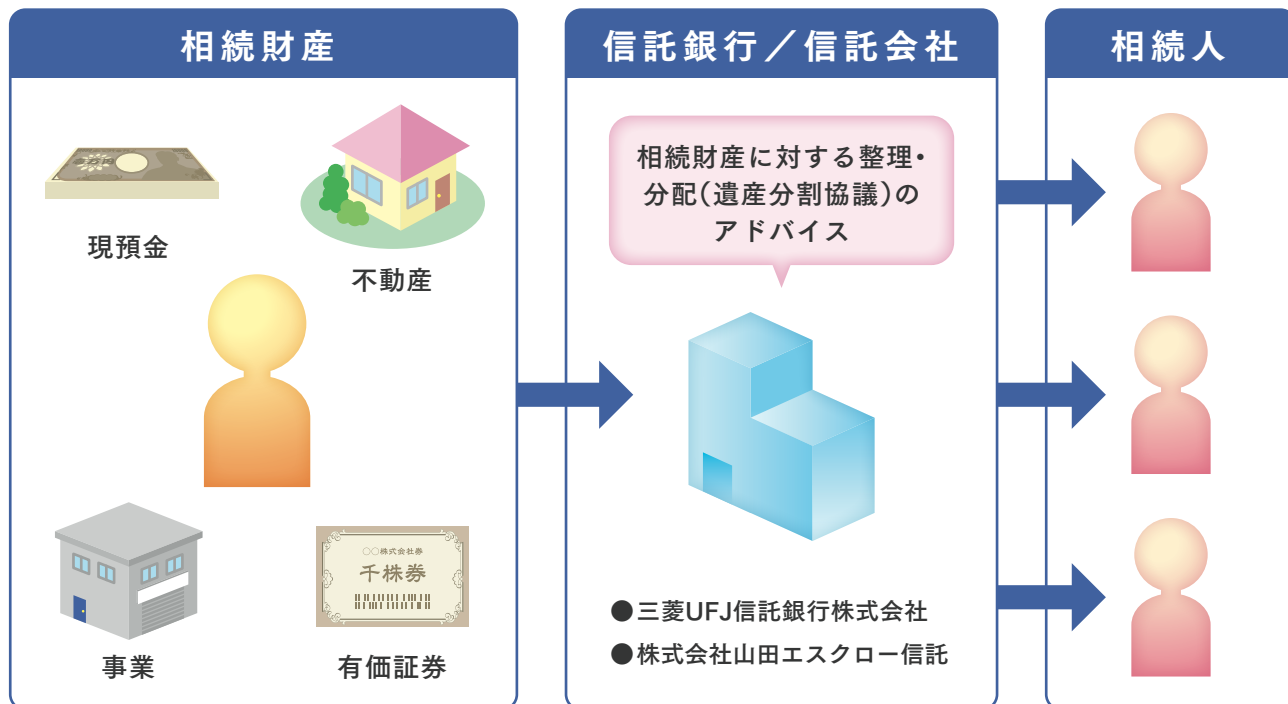 相続財産
現預金
不動産
事業
○○株式会社券
千株券
有価証券
信託銀行／信託会社
相続財産に対する整理・
分配(遺産分割協議)の
アドバイス
●三菱UFJ信託銀行株式会社
●株式会社山田エスクロー信託
相続人